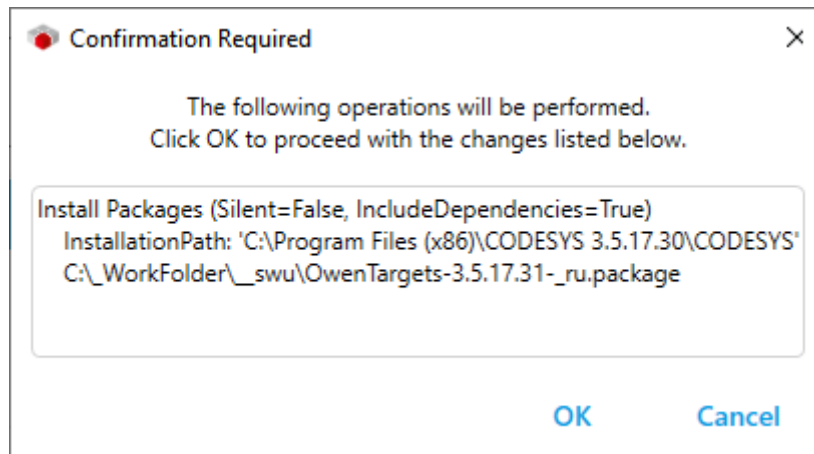 Confirmation Required
The following operations will be performed.
Click OK to proceed with the changes listed below.
Install Packages (Silent=False, IncludeDependencies=True)
InstallationPath: 'C:\Program Files (x86)\CODESYS 3.5.17.30\CODESYS'
C:\_WorkFolder\__swu\OwenTargets-3.5.17.31-_ru.package
OK Cancel